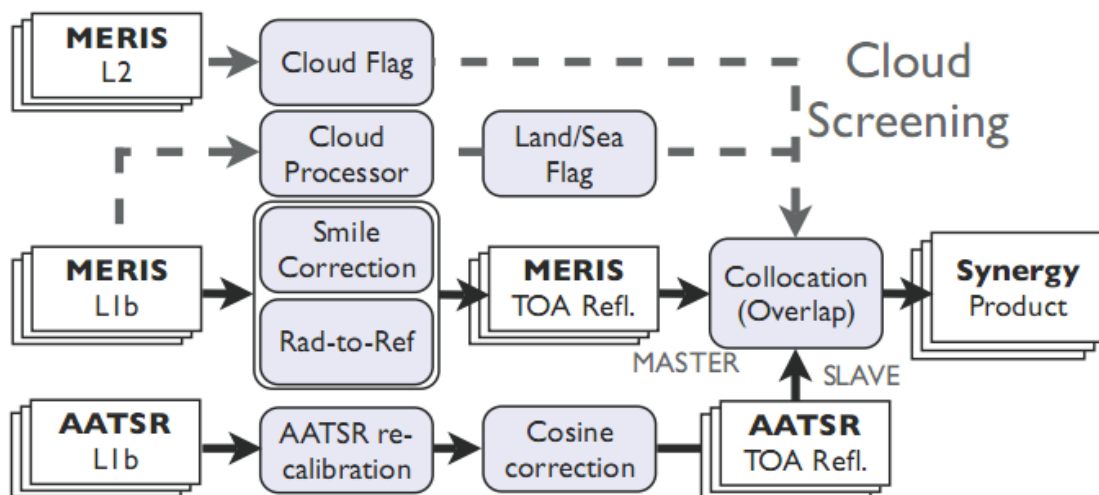 MERIS
L2
Cloud Flag
Cloud
Screening
Cloud
Processor
Land/Sea
Flag
MERIS
L1b
Smile
Correction
Rad-to-Ref
MERIS
TOA Refl.
Collocation
(Overlap)
Synergy
Product
MASTER
SLAVE
AATSR
L1b
AATSR re-
calibration
Cosine
correction
AATSR
TOA Refl.